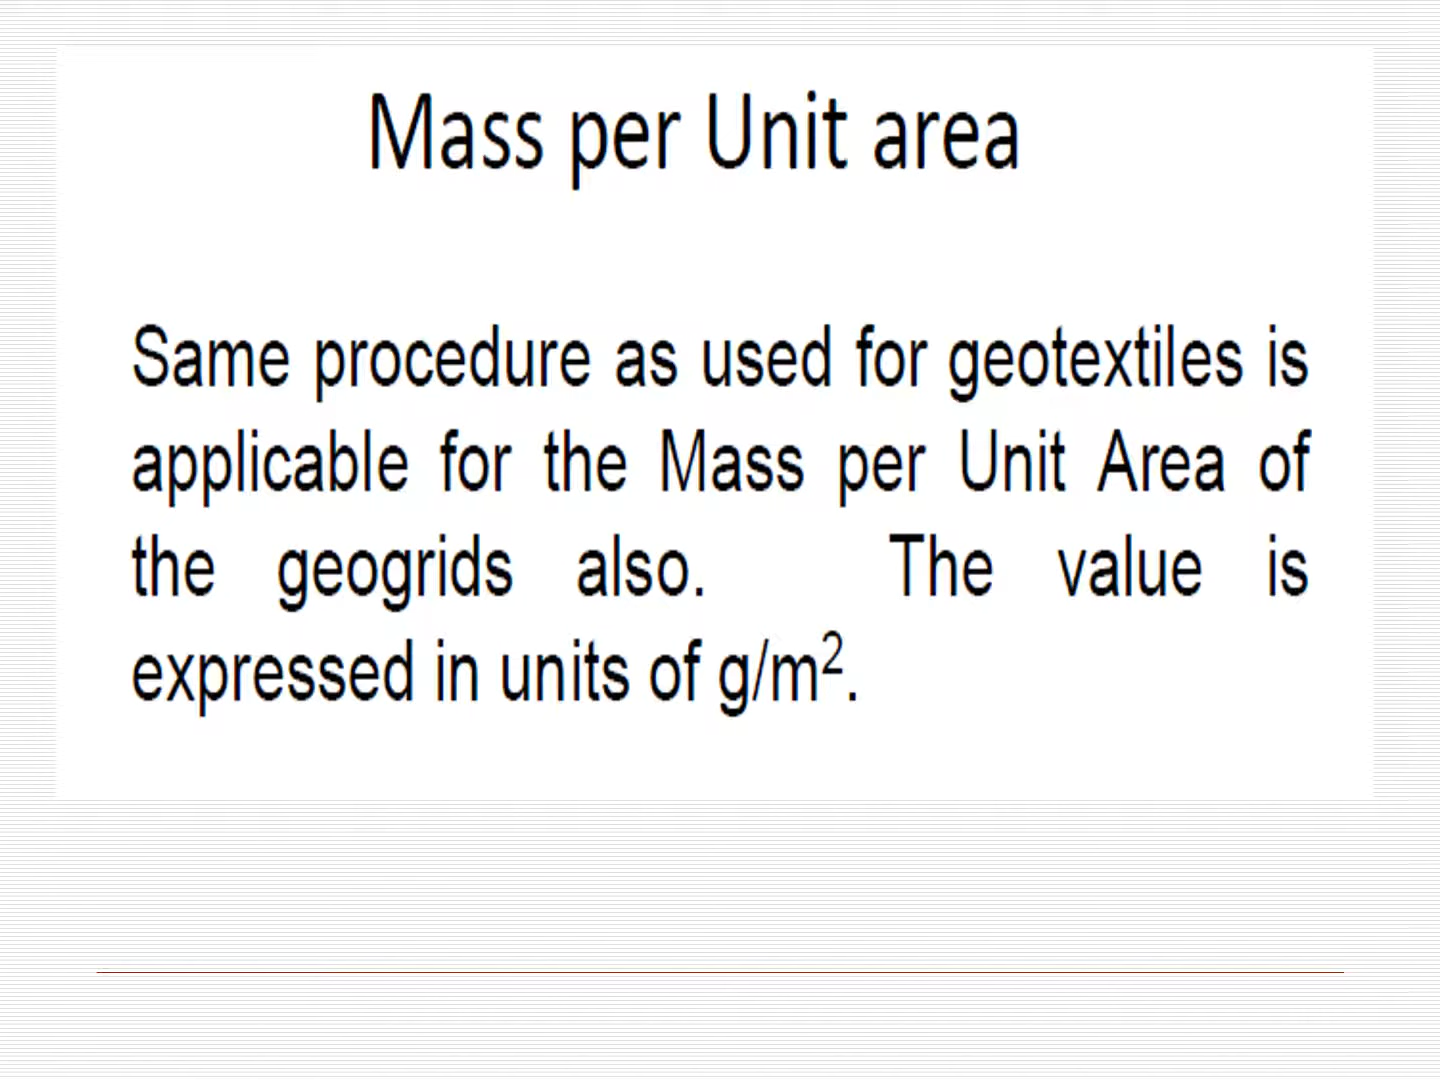 Mass per Unit area
Same procedure as used for geotextiles is
applicable for the Mass per Unit Area of
the geogrids also. The value is
expressed in units of g/m².